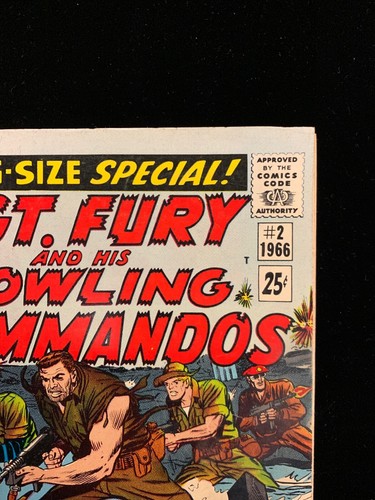 G-SIZE SPECIAL!
APPROVED
BY THE
COMICS
CODE
AUTHORITY
GT. FURY
AND HIS
OWLING
MMANDOS
#2
1966
T
25¢